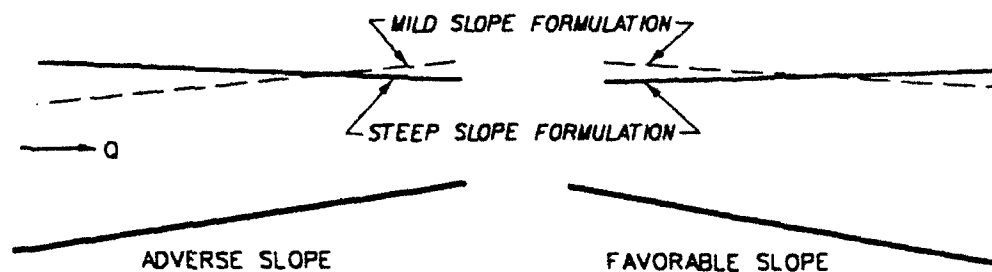 MILD SLOPE FORMULATION
STEEP SLOPE FORMULATION
Q
ADVERSE SLOPE
FAVORABLE SLOPE